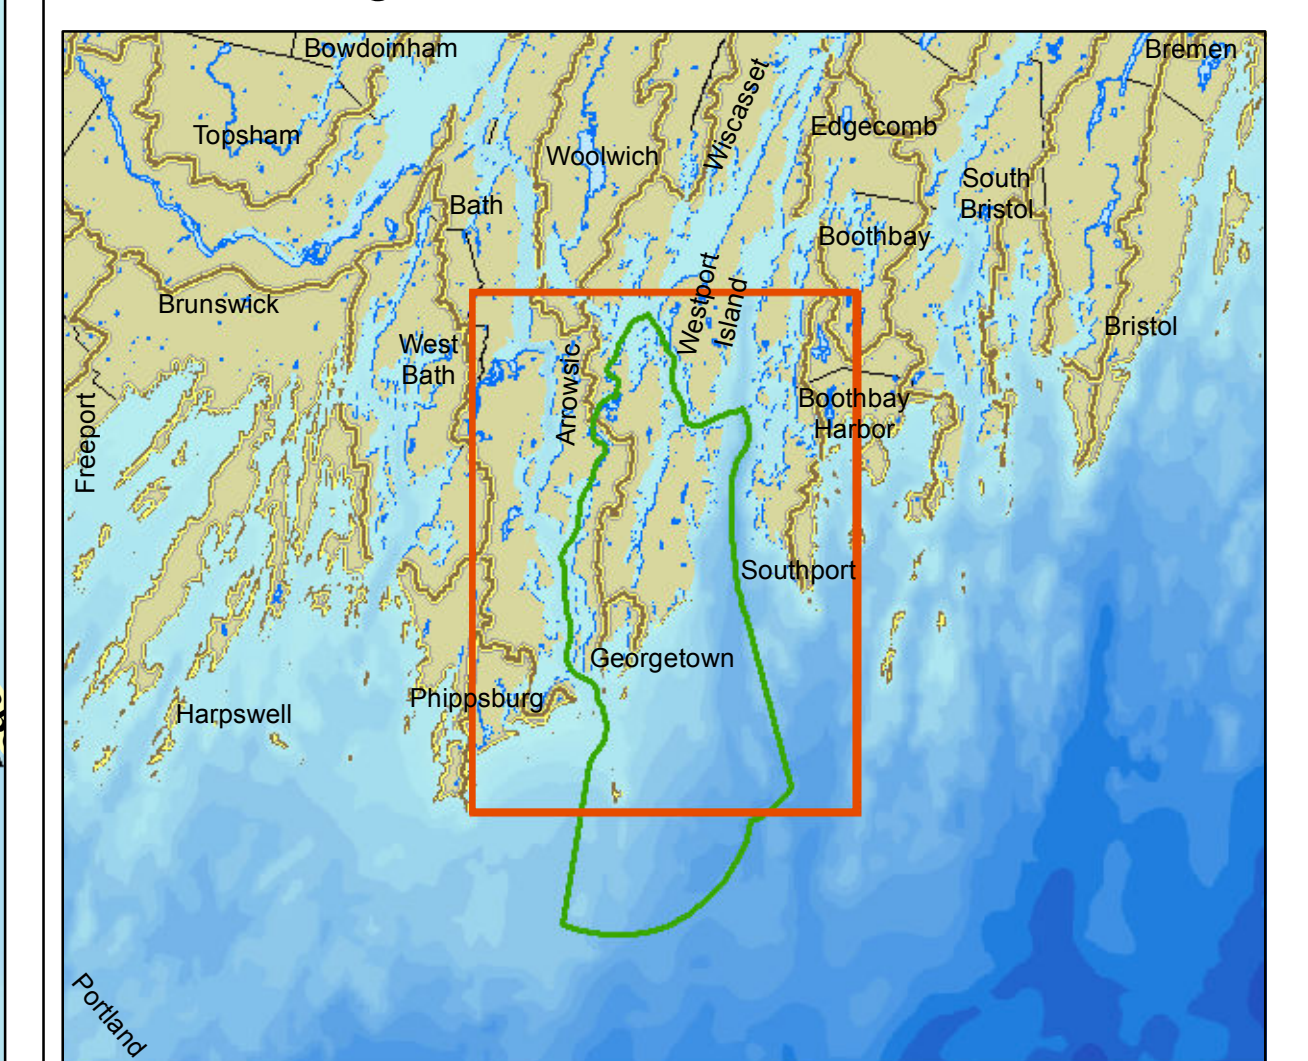 Bowdoinham
Bremen
Topsham
Wiscasset
Edgecomb
Woolwich
South
Bristol
Bath
Boothbay
Brunswick
Westport
Island
Bristol
West
Bath
Arrowsic
Boothbay
Harbor
Freeport
Southport
Georgetown
Phippsburg
Harpswell
Portland